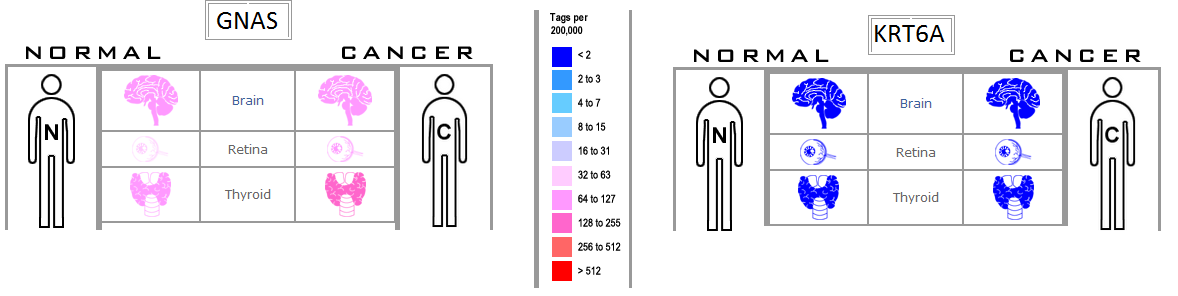 GNAS
NORMAL CANCER
N
C
Brain
Retina
Thyroid
Tags per
200,000
< 2
2 to 3
4 to 7
8 to 15
16 to 31
32 to 63
64 to 127
128 to 255
256 to 512
> 512
KRT6A
NORMAL CANCER
N
C
Brain
Retina
Thyroid